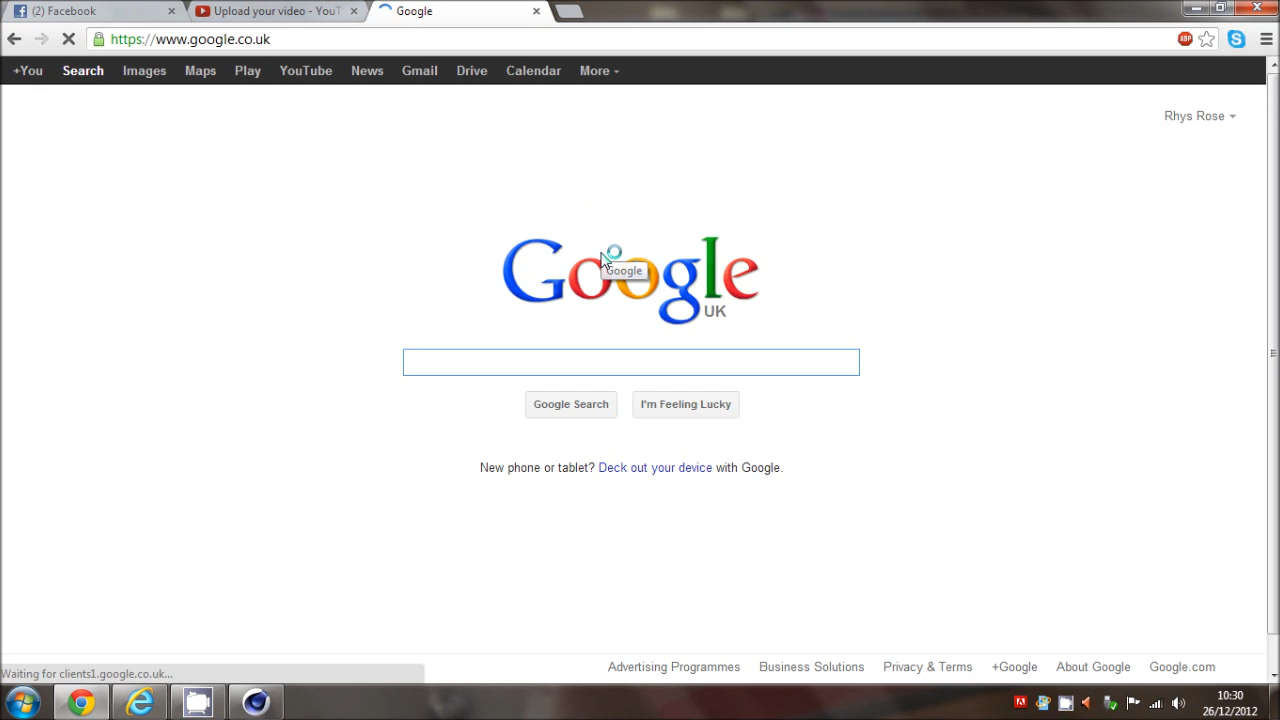 (2) Facebook
Upload your video - YouT
Google
https://www.google.co.uk
ABP
+You Search Images Maps Play YouTube News Gmail Drive Calendar More
Rhys Rose
Google
Google
UK
Google Search
I'm Feeling Lucky
New phone or tablet? Deck out your device with Google.
Waiting for clients1.google.co.uk...
Advertising Programmes Business Solutions Privacy & Terms +Google About Google Google.com
10:30
26/12/2012